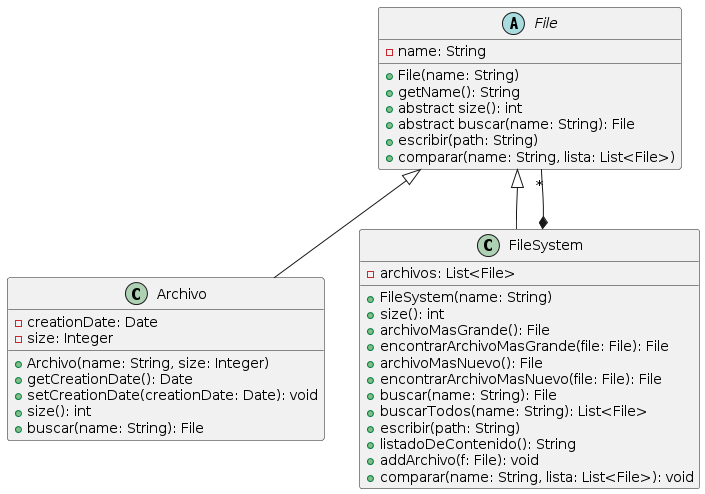 A File
name: String
File(name: String)
getName(): String
abstract size(): int
abstract buscar(name: String): File
escribir(path: String)
comparar(name: String, lista: List<File>)
*
C FileSystem
archivos: List<File>
FileSystem(name: String)
size(): int
archivoMasGrande(): File
encontrarArchivoMasGrande(file: File): File
archivoMasNuevo(): File
encontrarArchivoMasNuevo(file: File): File
buscar(name: String): File
buscarTodos(name: String): List<File>
escribir(path: String)
listadoDeContenido(): String
addArchivo(f: File): void
comparar(name: String, lista: List<File>): void
C Archivo
creationDate: Date
size: Integer
Archivo(name: String, size: Integer)
getCreationDate(): Date
setCreationDate(creationDate: Date): void
size(): int
buscar(name: String): File